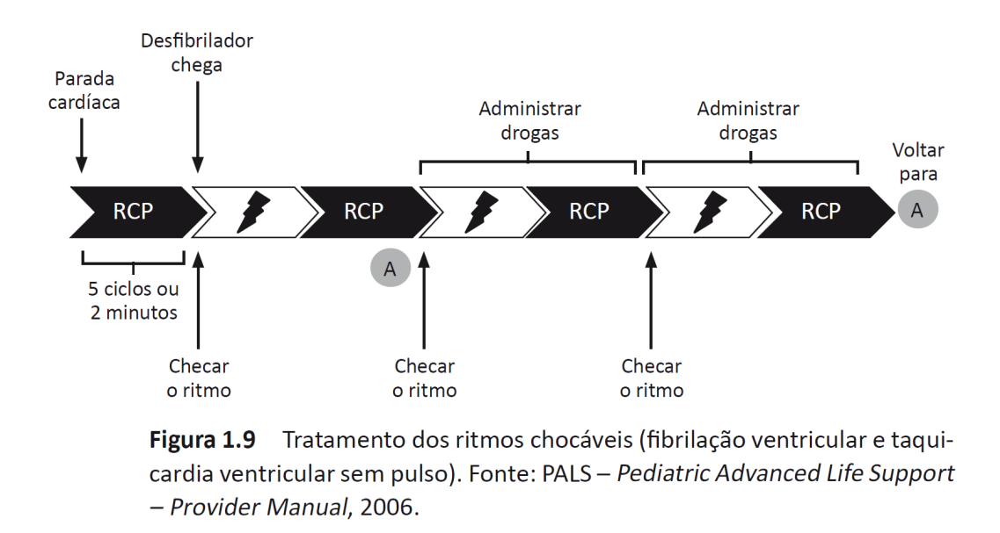 Desfibrilador
chega
Parada
cardíaca
Administrar
drogas
Administrar
drogas
Voltar
para
RCP
RCP
RCP
RCP
A
A
5 ciclos ou
2 minutos
Checar
o ritmo
Checar
o ritmo
Checar
o ritmo
Figura 1.9 Tratamento dos ritmos chocáveis (fibrilação ventricular e taqui-
cardia ventricular sem pulso). Fonte: PALS – Pediatric Advanced Life Support
– Provider Manual, 2006.